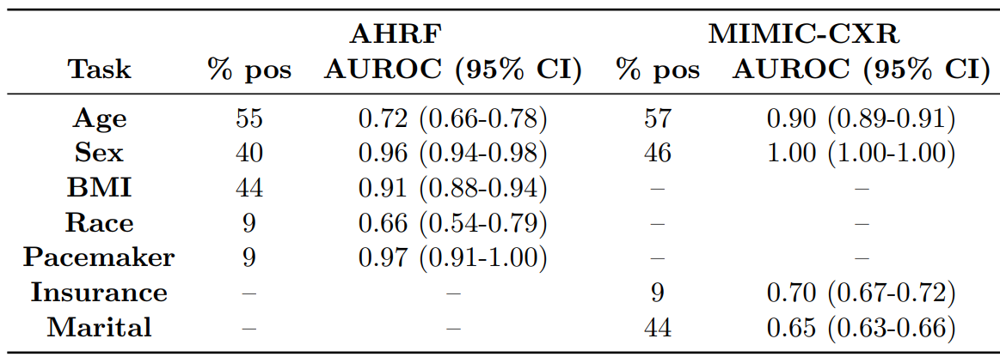 AHRF MIMIC-CXR
Task % pos AUROC (95% CI) % pos AUROC (95% CI)
Age 55 0.72 (0.66-0.78) 57 0.90 (0.89-0.91)
Sex 40 0.96 (0.94-0.98) 46 1.00 (1.00-1.00)
BMI 44 0.91 (0.88-0.94) – –
Race 9 0.66 (0.54-0.79) – –
Pacemaker 9 0.97 (0.91-1.00) – –
Insurance – – 9 0.70 (0.67-0.72)
Marital – – 44 0.65 (0.63-0.66)